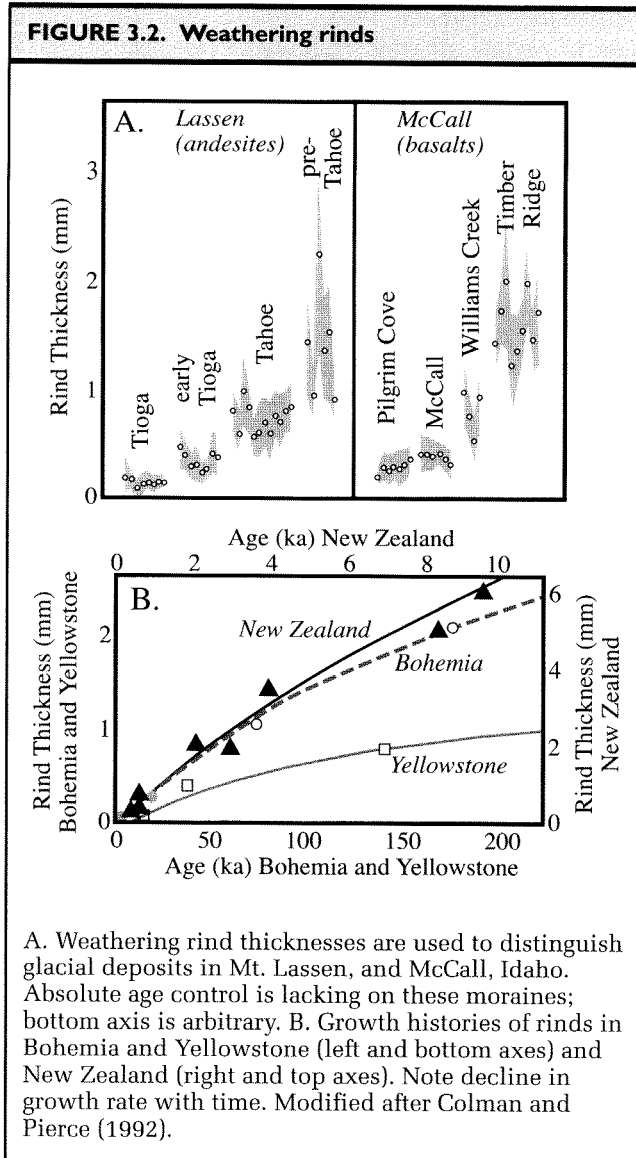 FIGURE 3.2. Weathering rinds
A.
Lassen
(andesites)
pre-
Tahoe
McCall
(basalts)
Rind Thickness (mm)
3
2
1
0
Tioga
early
Tioga
Tahoe
Pilgrim Cove
McCall
Williams Creek
Timber
Ridge
Age (ka) New Zealand
0 2 4 6 8 10
B.
Rind Thickness (mm)
Bohemia and Yellowstone
2
1
0
New Zealand
Bohemia
Yellowstone
6
4
2
0
Rind Thickness (mm)
New Zealand
0 50 100 150 200
Age (ka) Bohemia and Yellowstone
A. Weathering rind thicknesses are used to distinguish
glacial deposits in Mt. Lassen, and McCall, Idaho.
Absolute age control is lacking on these moraines;
bottom axis is arbitrary. B. Growth histories of rinds in
Bohemia and Yellowstone (left and bottom axes) and
New Zealand (right and top axes). Note decline in
growth rate with time. Modified after Colman and
Pierce (1992).